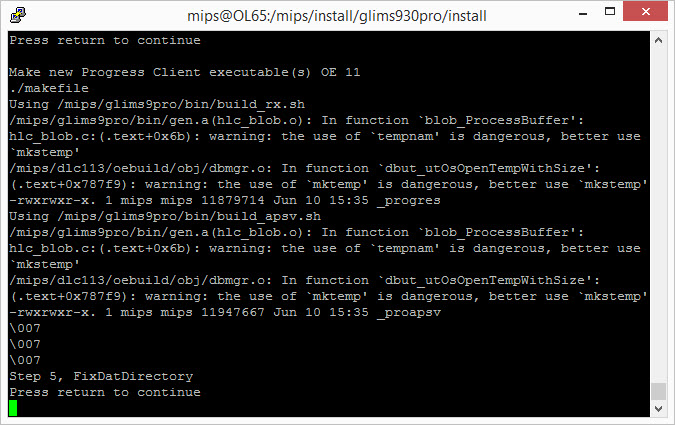 mips@OL65:/mips/install/glims930pro/install
Press return to continue
Make new Progress Client executable(s) OE 11
./makefile
Using /mips/glims9pro/bin/build_rx.sh
/mips/glims9pro/bin/gen.a(hlc_blob.o): In function `blob_ProcessBuffer':
hlc_blob.c:(.text+0x6b): warning: the use of `tempnam' is dangerous, better use
`mkstemp'
/mips/dlc113/oebuild/obj/dbmgr.o: In function `dbut_utOsOpenTempWithSize':
(.text+0x787f9): warning: the use of `mktemp' is dangerous, better use `mkstemp'
-rwxrwxr-x. 1 mips mips 11879714 Jun 10 15:35 _progres
Using /mips/glims9pro/bin/build_apsv.sh
/mips/glims9pro/bin/gen.a(hlc_blob.o): In function `blob_ProcessBuffer':
hlc_blob.c:(.text+0x6b): warning: the use of `tempnam' is dangerous, better use
`mkstemp'
/mips/dlc113/oebuild/obj/dbmgr.o: In function `dbut_utOsOpenTempWithSize':
(.text+0x787f9): warning: the use of `mktemp' is dangerous, better use `mkstemp'
-rwxrwxr-x. 1 mips mips 11947667 Jun 10 15:35 _proapsv
\007
\007
\007
Step 5, FixDatDirectory
Press return to continue